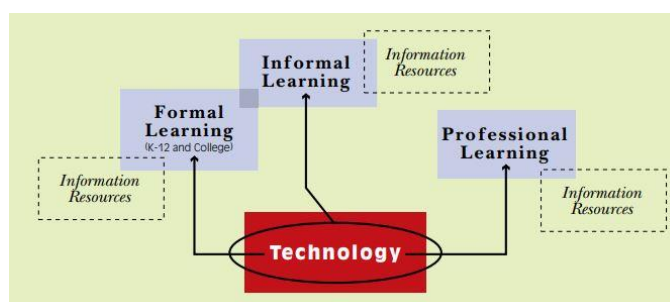 Informal
Learning
Information
Resources
Formal
Learning
(K-12 and College)
Information
Resources
Professional
Learning
Information
Resources
Technology